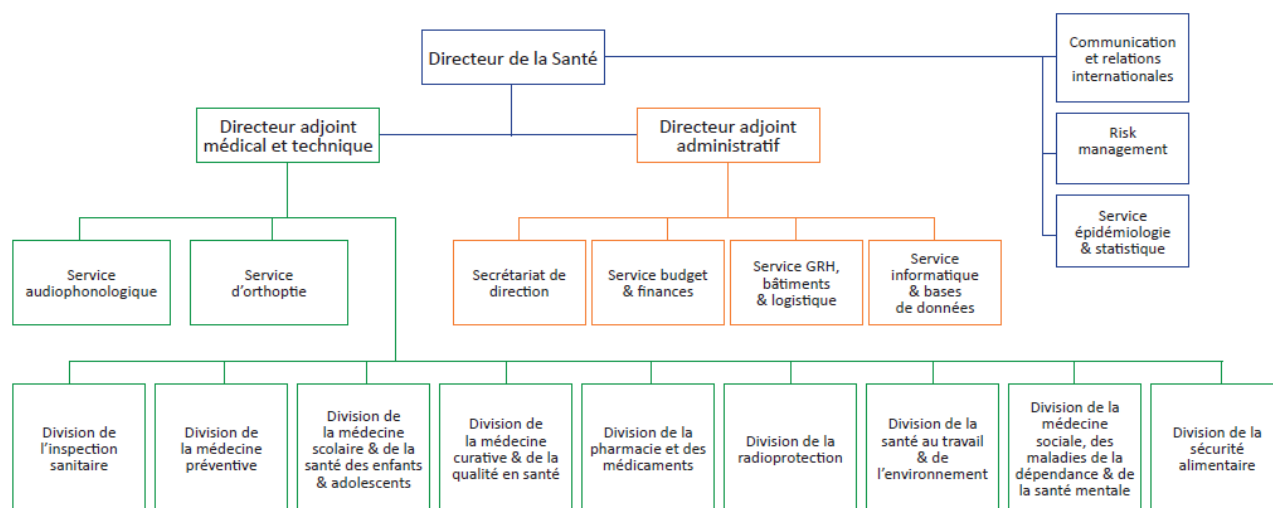 Directeur de la Santé
Communication
et relations
internationales
Directeur adjoint
médical et technique
Directeur adjoint
administratif
Risk
management
Service
épidémiologie
& statistique
Service
audiophonologique
Service
d'orthoptie
Secrétariat de
direction
Service budget
& finances
Service GRH,
bâtiments
& logistique
Service
informatique
& bases
de données
Division de
l'inspection
sanitaire
Division de
la médecine
préventive
Division de
la médecine
scolaire & de la
santé des enfants
& adolescents
Division de
la médecine
curative & de la
qualité en santé
Division de la
pharmacie et des
médicaments
Division de la
radioprotection
Division de la
santé au travail
& de
l'environnement
Division de la
médecine
sociale, des
maladies de la
dépendance & de
la santé mentale
Division de la
sécurité
alimentaire